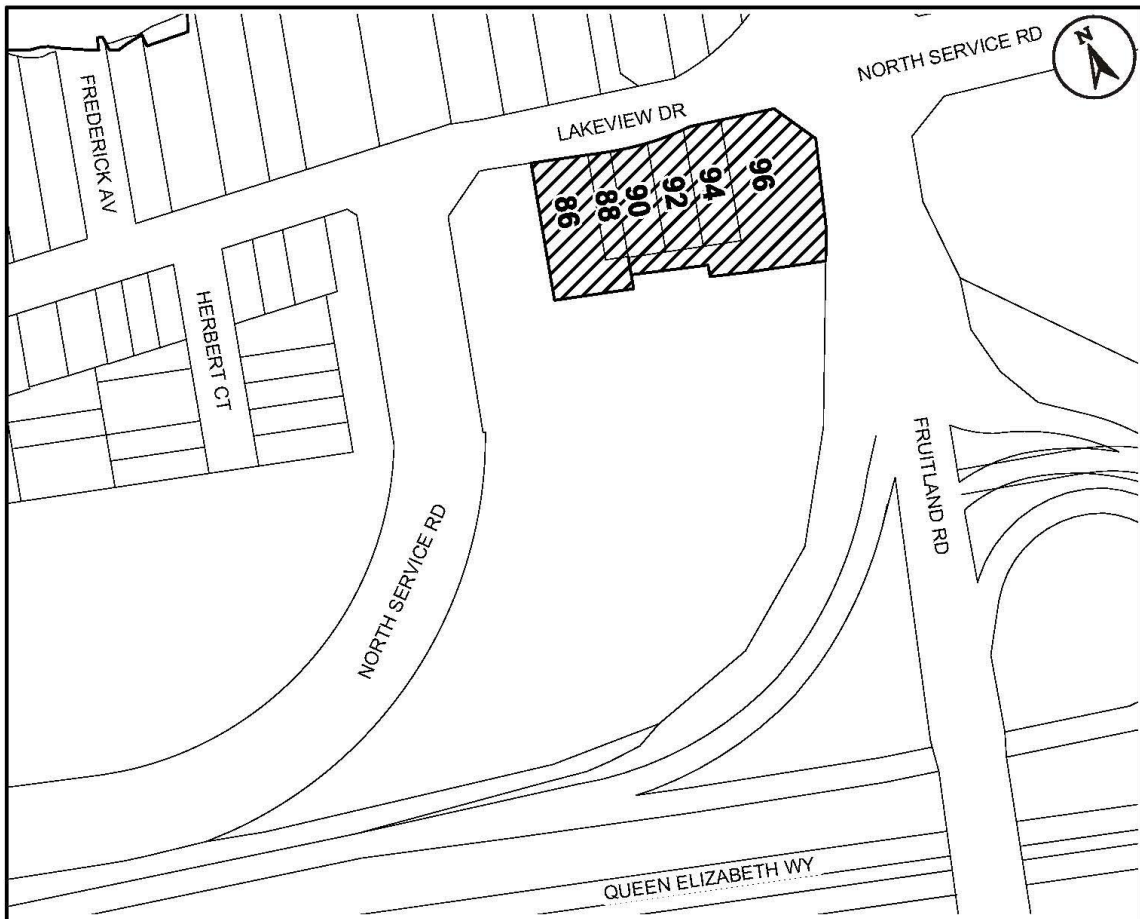 NORTH SERVICE RD
N
LAKEVIEW DR
FREDERICK AV
86
88
90
92
94
96
HERBERT CT
FRUITLAND RD
NORTH SERVICE RD
QUEEN ELIZABETH WY